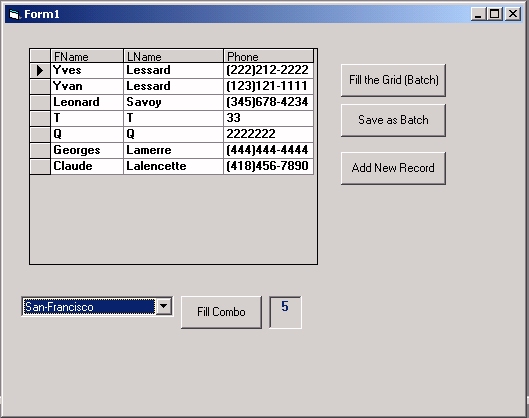 Form1
FName LName Phone
Yves Lessard (222)212-2222
Yvan Lessard (123)121-1111
Leonard Savoy (345)678-4234
T T 33
Q Q 2222222
Georges Lamerre (444)444-4444
Claude Lalencette (418)456-7890
Fill the Grid (Batch)
Save as Batch
Add New Record
San-Francisco
Fill Combo
5